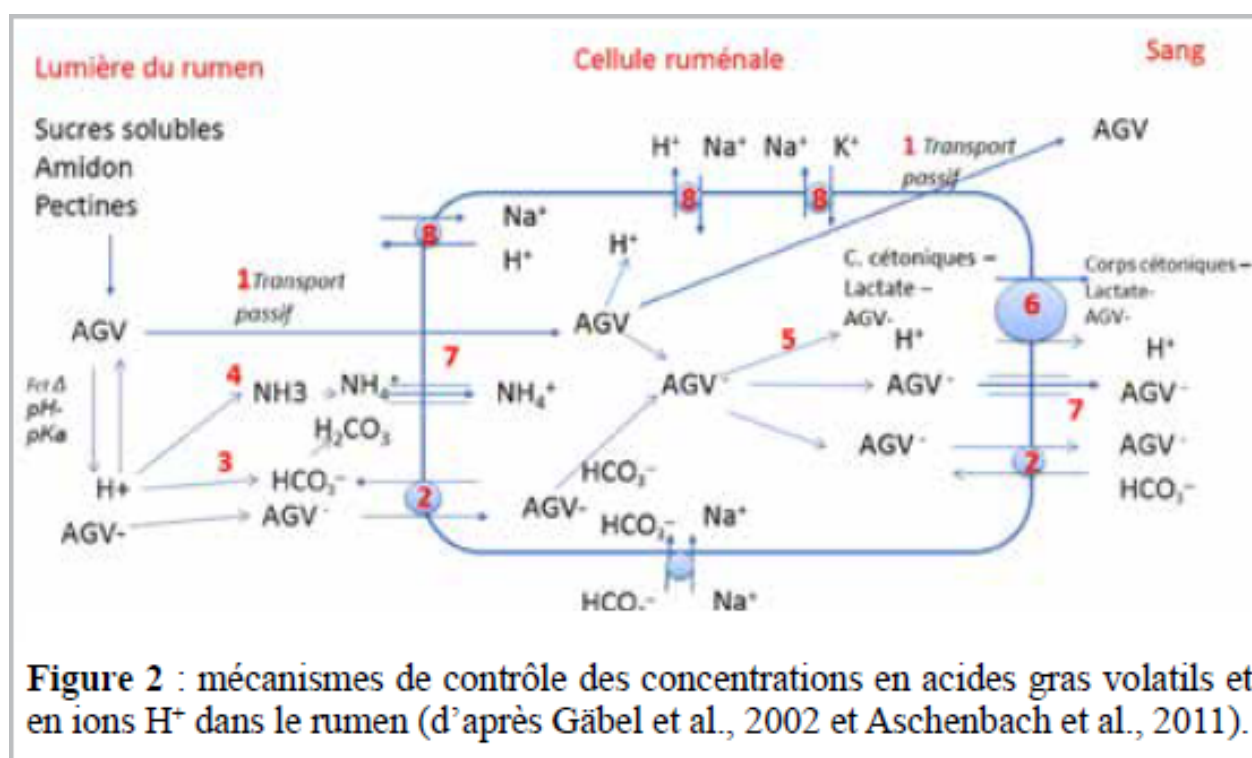 Lumière du rumen
Cellule ruménale
Sang
Sucres solubles
Amidon
Pectines
H⁺ Na⁺ Na⁺ K⁺
1 Transport
passif
AGV
8
8
8
Na⁺
H⁺
H⁺
1 Transport
passif
AGV
AGV
C. cétoniques –
Lactate –
AGV-
H⁺
6
Corps cétoniques –
Lactate-
AGV-
H⁺
Fct Δ
pH-
pKa
4
NH3
NH₄⁺
7
NH₄⁺
5
AGV⁻
AGV⁻
AGV⁻
7
H₂CO₃
3
H+
HCO₃⁻
AGV-
AGV⁻
2
HCO₃⁻
AGV-
AGV⁻
2
AGV⁻
HCO₃⁻
HCO₃⁻ Na⁺
HCO₃⁻ Na⁺
Figure 2 : mécanismes de contrôle des concentrations en acides gras volatils et
en ions H⁺ dans le rumen (d’après Gäbel et al., 2002 et Aschenbach et al., 2011).